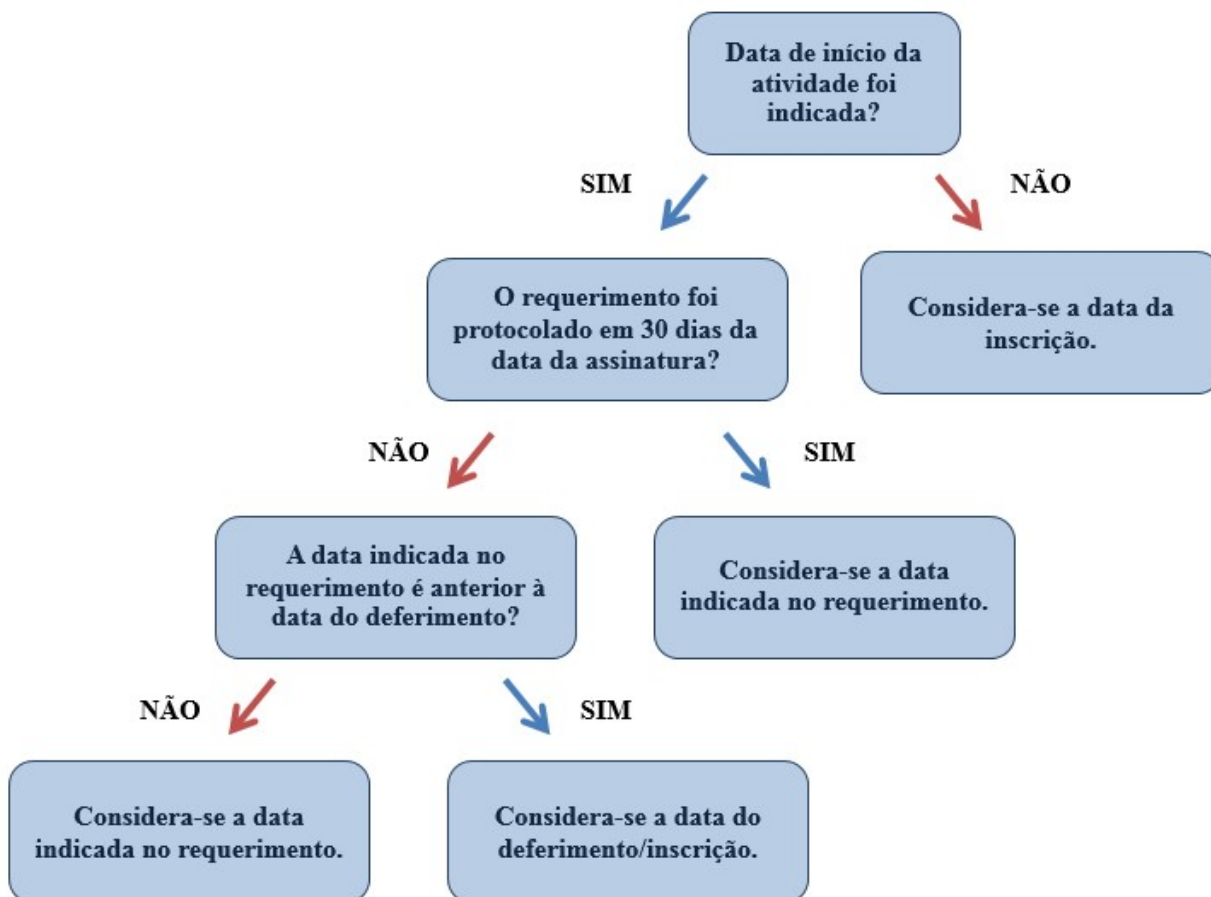 Data de início da
atividade foi
indicada?
SIM
NÃO
O requerimento foi
protocolado em 30 dias da
data da assinatura?
Considera-se a data da
inscrição.
NÃO
SIM
A data indicada no
requerimento é anterior à
data do deferimento?
Considera-se a data
indicada no requerimento.
NÃO
SIM
Considera-se a data
indicada no requerimento.
Considera-se a data do
deferimento/inscrição.